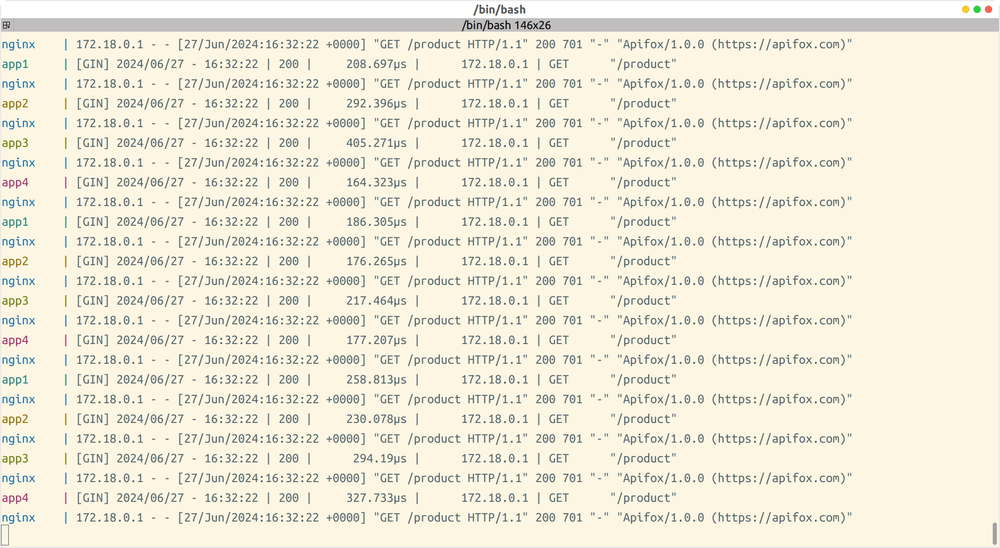 /bin/bash
/bin/bash 146x26
nginx    | 172.18.0.1 - - [27/Jun/2024:16:32:22 +0000] "GET /product HTTP/1.1" 200 701 "-" "Apifox/1.0.0 (https://apifox.com)"
app1     | [GIN] 2024/06/27 - 16:32:22 | 200 |     208.697µs |      172.18.0.1 | GET      "/product"
nginx    | 172.18.0.1 - - [27/Jun/2024:16:32:22 +0000] "GET /product HTTP/1.1" 200 701 "-" "Apifox/1.0.0 (https://apifox.com)"
app2     | [GIN] 2024/06/27 - 16:32:22 | 200 |     292.396µs |      172.18.0.1 | GET      "/product"
nginx    | 172.18.0.1 - - [27/Jun/2024:16:32:22 +0000] "GET /product HTTP/1.1" 200 701 "-" "Apifox/1.0.0 (https://apifox.com)"
app3     | [GIN] 2024/06/27 - 16:32:22 | 200 |     405.271µs |      172.18.0.1 | GET      "/product"
nginx    | 172.18.0.1 - - [27/Jun/2024:16:32:22 +0000] "GET /product HTTP/1.1" 200 701 "-" "Apifox/1.0.0 (https://apifox.com)"
app4     | [GIN] 2024/06/27 - 16:32:22 | 200 |     164.323µs |      172.18.0.1 | GET      "/product"
nginx    | 172.18.0.1 - - [27/Jun/2024:16:32:22 +0000] "GET /product HTTP/1.1" 200 701 "-" "Apifox/1.0.0 (https://apifox.com)"
app1     | [GIN] 2024/06/27 - 16:32:22 | 200 |     186.305µs |      172.18.0.1 | GET      "/product"
nginx    | 172.18.0.1 - - [27/Jun/2024:16:32:22 +0000] "GET /product HTTP/1.1" 200 701 "-" "Apifox/1.0.0 (https://apifox.com)"
app2     | [GIN] 2024/06/27 - 16:32:22 | 200 |     176.265µs |      172.18.0.1 | GET      "/product"
nginx    | 172.18.0.1 - - [27/Jun/2024:16:32:22 +0000] "GET /product HTTP/1.1" 200 701 "-" "Apifox/1.0.0 (https://apifox.com)"
app3     | [GIN] 2024/06/27 - 16:32:22 | 200 |     217.464µs |      172.18.0.1 | GET      "/product"
nginx    | 172.18.0.1 - - [27/Jun/2024:16:32:22 +0000] "GET /product HTTP/1.1" 200 701 "-" "Apifox/1.0.0 (https://apifox.com)"
app4     | [GIN] 2024/06/27 - 16:32:22 | 200 |     177.207µs |      172.18.0.1 | GET      "/product"
nginx    | 172.18.0.1 - - [27/Jun/2024:16:32:22 +0000] "GET /product HTTP/1.1" 200 701 "-" "Apifox/1.0.0 (https://apifox.com)"
app1     | [GIN] 2024/06/27 - 16:32:22 | 200 |     258.813µs |      172.18.0.1 | GET      "/product"
nginx    | 172.18.0.1 - - [27/Jun/2024:16:32:22 +0000] "GET /product HTTP/1.1" 200 701 "-" "Apifox/1.0.0 (https://apifox.com)"
app2     | [GIN] 2024/06/27 - 16:32:22 | 200 |     230.078µs |      172.18.0.1 | GET      "/product"
nginx    | 172.18.0.1 - - [27/Jun/2024:16:32:22 +0000] "GET /product HTTP/1.1" 200 701 "-" "Apifox/1.0.0 (https://apifox.com)"
app3     | [GIN] 2024/06/27 - 16:32:22 | 200 |      294.19µs |      172.18.0.1 | GET      "/product"
nginx    | 172.18.0.1 - - [27/Jun/2024:16:32:22 +0000] "GET /product HTTP/1.1" 200 701 "-" "Apifox/1.0.0 (https://apifox.com)"
app4     | [GIN] 2024/06/27 - 16:32:22 | 200 |     327.733µs |      172.18.0.1 | GET      "/product"
nginx    | 172.18.0.1 - - [27/Jun/2024:16:32:22 +0000] "GET /product HTTP/1.1" 200 701 "-" "Apifox/1.0.0 (https://apifox.com)"